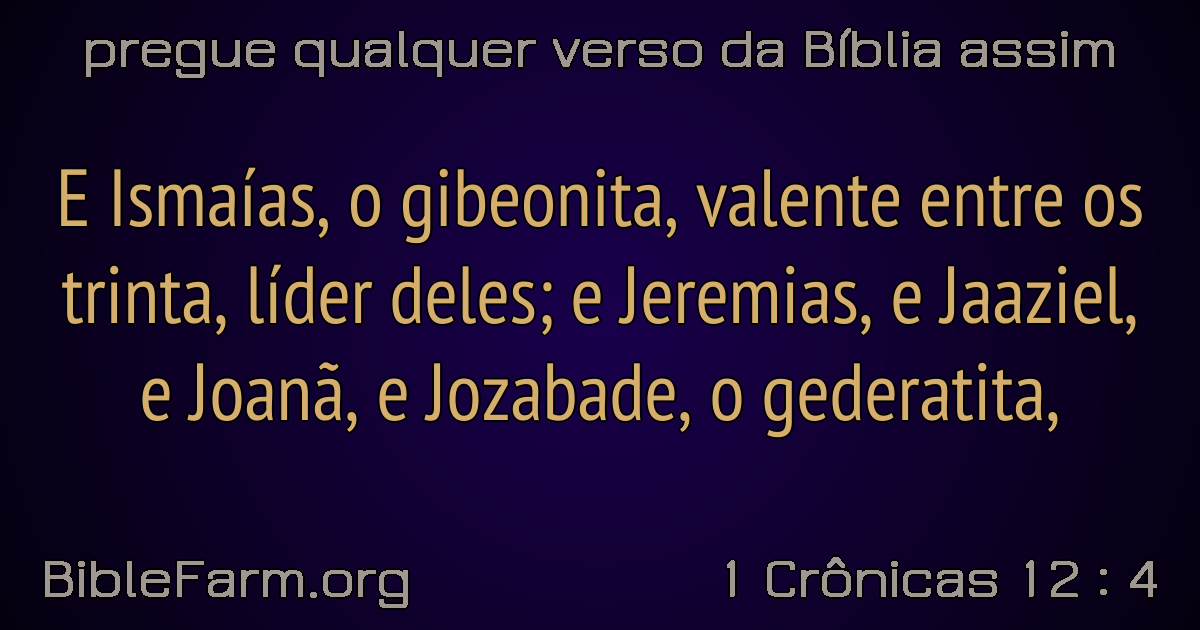 pregue qualquer verso da Bíblia assim
E Ismaías, o gibeonita, valente entre os
trinta, líder deles; e Jeremias, e Jaaziel,
e Joanã, e Jozabade, o gederatita,
BibleFarm.org
1 Crônicas 12 : 4